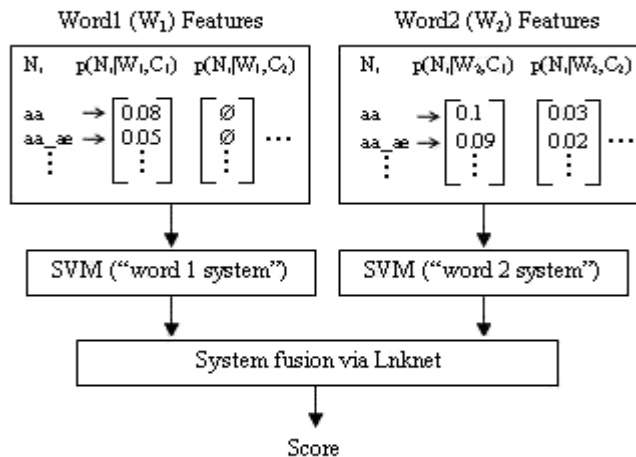 Word1 (W₁) Features
Word2 (W₂) Features
Nᵢ p(Nᵢ|W₁,C₁) p(Nᵢ|W₁,C₂)
aa → 0.08 Ø
aa_æ → 0.05 Ø ...
⋮ ⋮ ⋮
Nᵢ p(Nᵢ|W₂,C₁) p(Nᵢ|W₂,C₂)
aa → 0.1 0.03
aa_æ → 0.09 0.02 ...
⋮ ⋮ ⋮
SVM (“word 1 system”)
SVM (“word 2 system”)
System fusion via Lnknet
Score